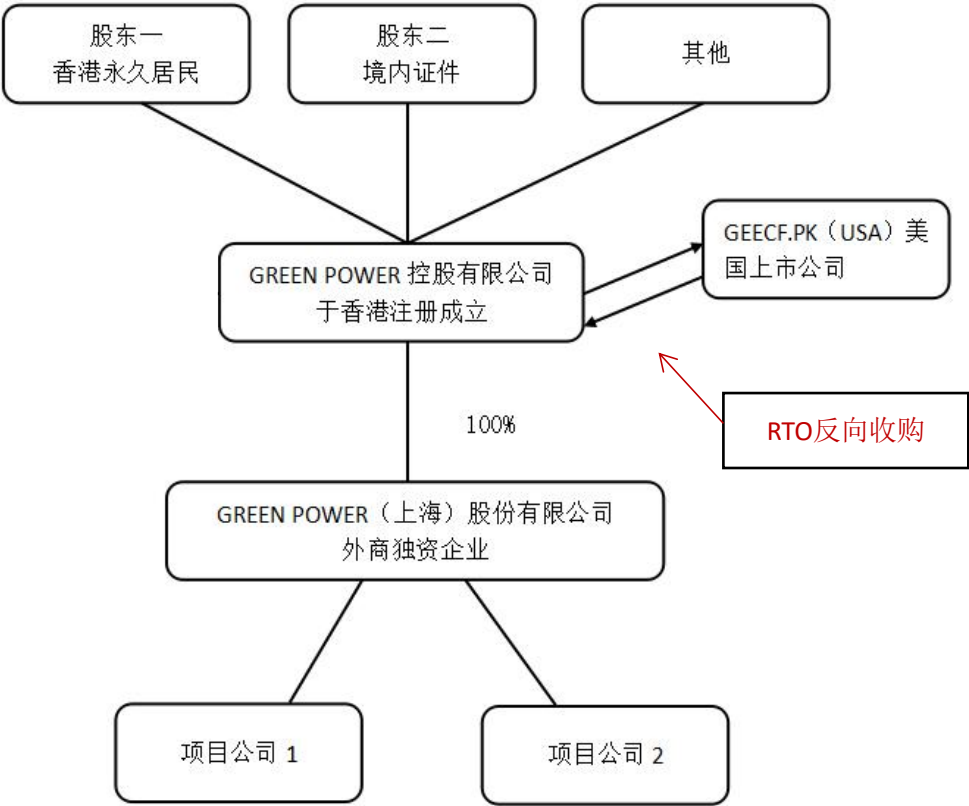 股东一
香港永久居民
股东二
境内证件
其他
GREEN POWER 控股有限公司
于香港注册成立
GEECF.PK（USA）美
国上市公司
RTO反向收购
100%
GREEN POWER（上海）股份有限公司
外商独资企业
项目公司 1
项目公司 2